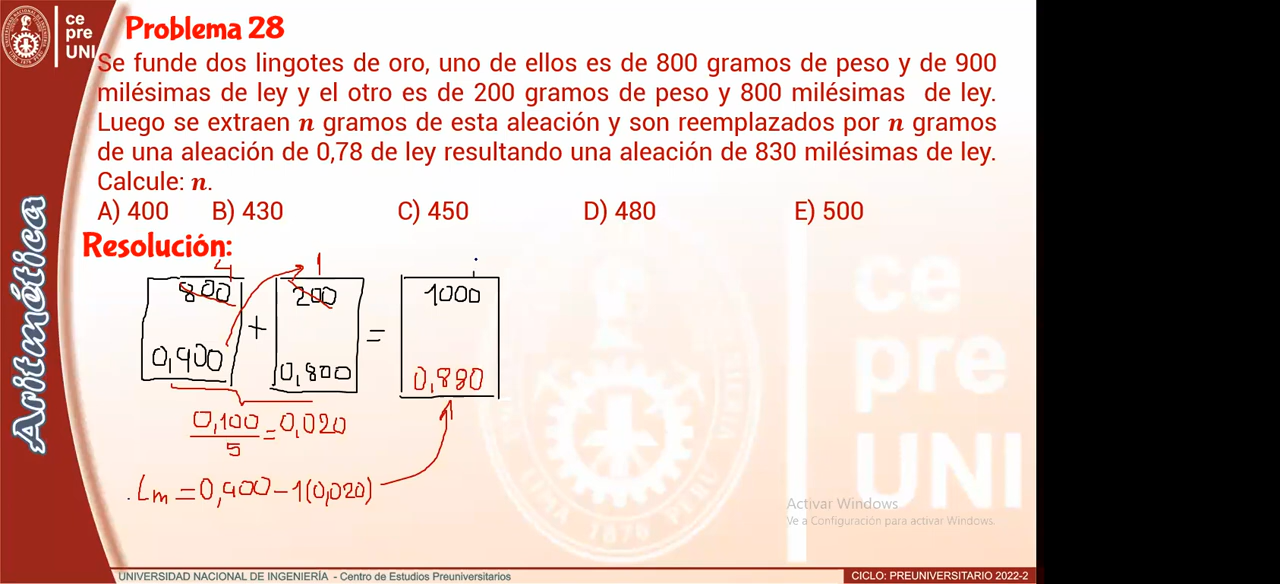 ce
pre
UNI
Problema 28
Se funde dos lingotes de oro, uno de ellos es de 800 gramos de peso y de 900
milésimas de ley y el otro es de 200 gramos de peso y 800 milésimas de ley.
Luego se extraen n gramos de esta aleación y son reemplazados por n gramos
de una aleación de 0,78 de ley resultando una aleación de 830 milésimas de ley.
Calcule: n.
A) 400 B) 430 C) 450 D) 480 E) 500
Resolución:
4 1
800 200 1000
+ =
0,900 0,800 0,880
0,100/5 = 0,020
Lm = 0,900 - 1(0,020)
Aritmética
ce
pre
UNI
LIMA 1876 PERU
Activar Windows
Ve a Configuración para activar Windows.
UNIVERSIDAD NACIONAL DE INGENIERÍA - Centro de Estudios Preuniversitarios
CICLO: PREUNIVERSITARIO 2022-2